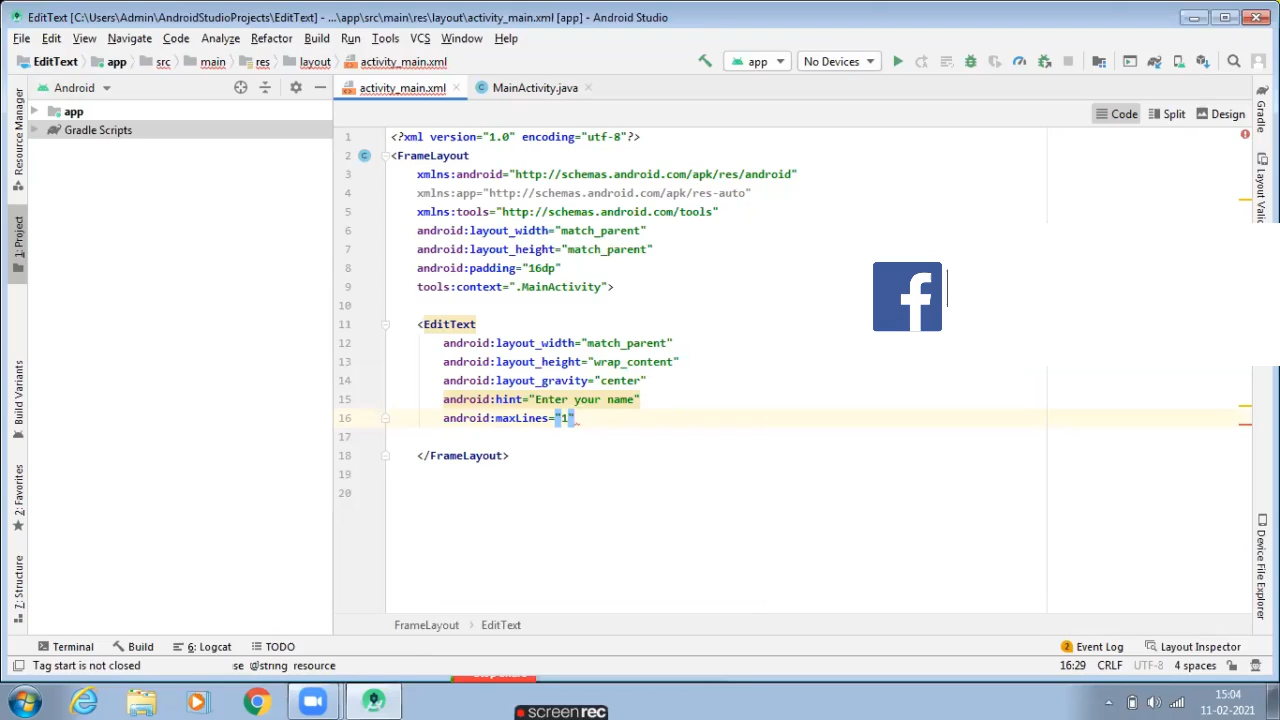 EditText [C:\Users\Admin\AndroidStudioProjects\EditText] - ...\app\src\main\res\layout\activity_main.xml [app] - Android Studio
File Edit View Navigate Code Analyze Refactor Build Run Tools VCS Window Help
EditText app src main res layout activity_main.xml app No Devices
Android activity_main.xml MainActivity.java
Code Split Design
app
Gradle Scripts
Resource Manager
1: Project
Build Variants
2: Favorites
7: Structure
1 <?xml version="1.0" encoding="utf-8"?>
2 <FrameLayout
3 xmlns:android="http://schemas.android.com/apk/res/android"
4 xmlns:app="http://schemas.android.com/apk/res-auto"
5 xmlns:tools="http://schemas.android.com/tools"
6 android:layout_width="match_parent"
7 android:layout_height="match_parent"
8 android:padding="16dp"
9 tools:context=".MainActivity">
10
11 <EditText
12 android:layout_width="match_parent"
13 android:layout_height="wrap_content"
14 android:layout_gravity="center"
15 android:hint="Enter your name"
16 android:maxLines="1"
17
18 </FrameLayout>
19
20
f
Gradle
Layout Vali
Device File Explorer
FrameLayout EditText
Terminal Build 6: Logcat TODO 2 Event Log Layout Inspector
Tag start is not closed se @string resource 16:29 CRLF UTF-8 4 spaces
screenrec
15:04
11-02-2021